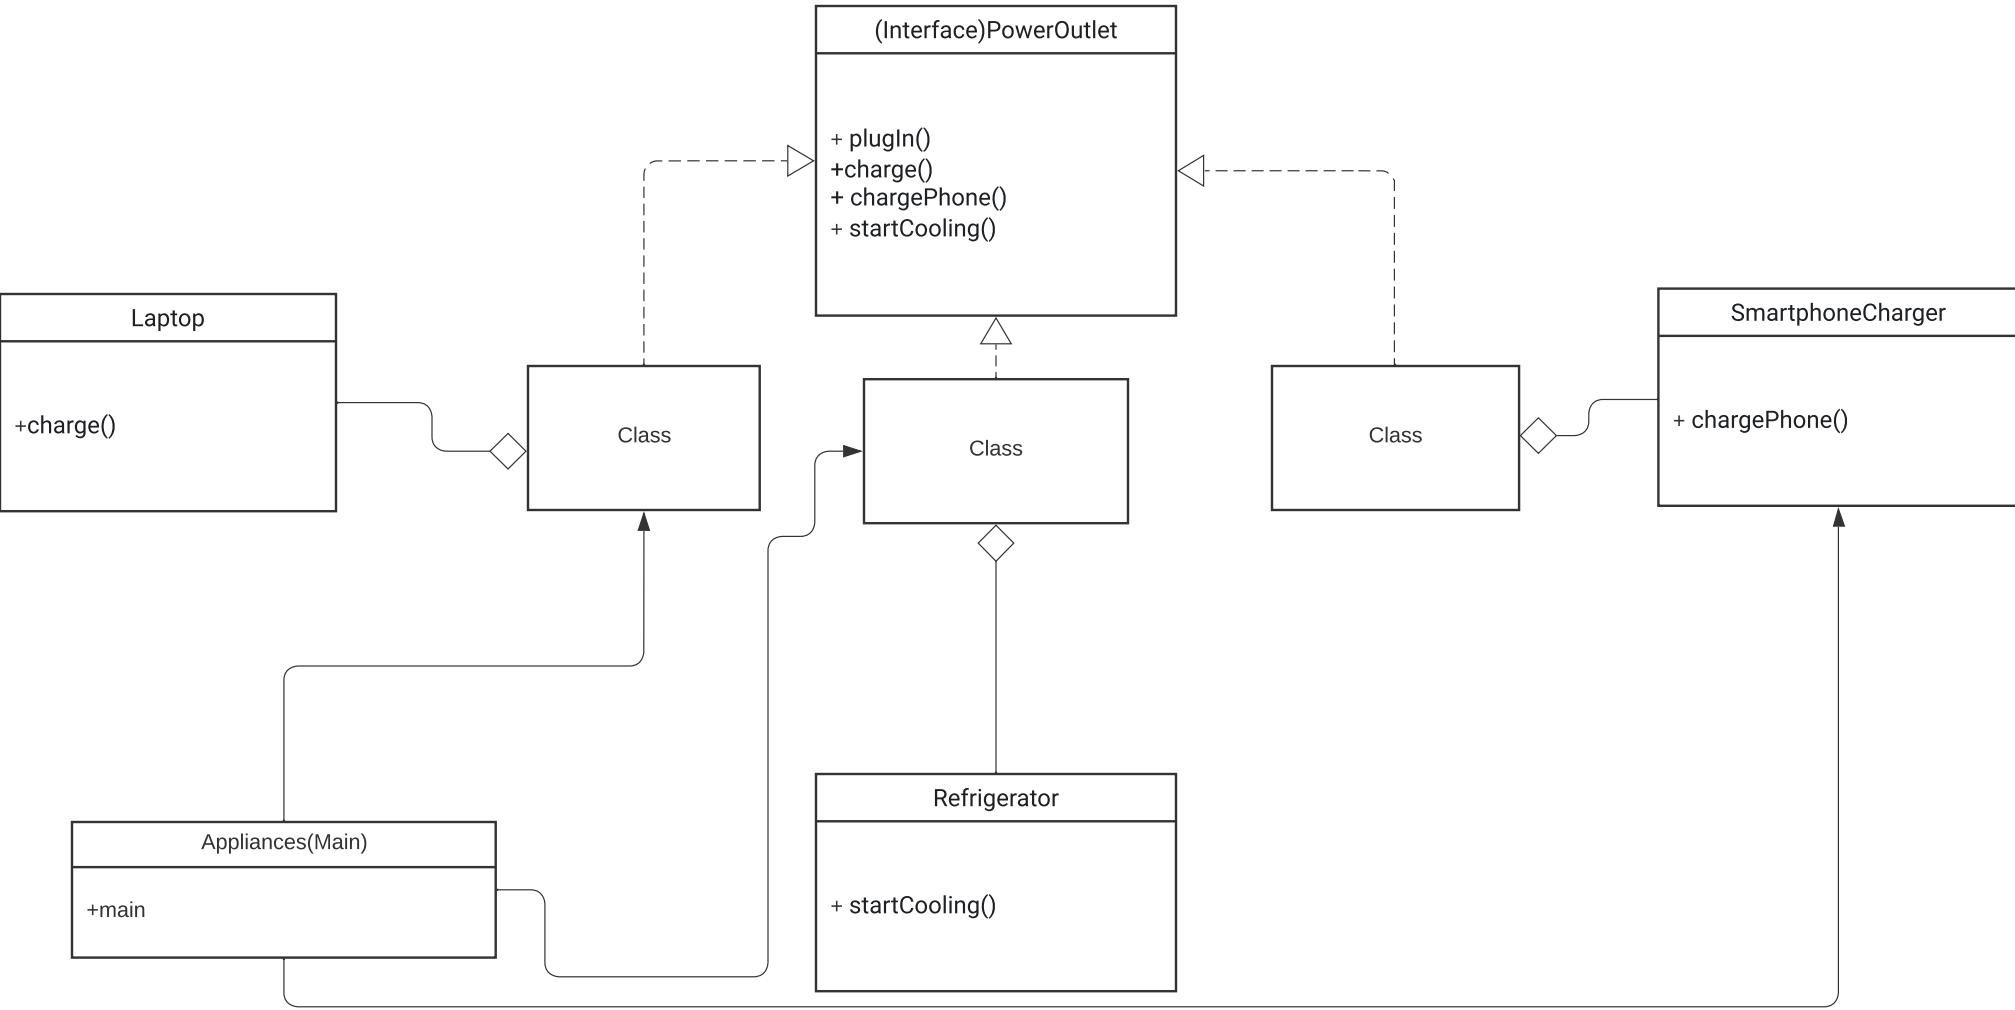 (Interface)PowerOutlet
+ plugIn()
+charge()
+ chargePhone()
+ startCooling()
Laptop
+charge()
Class
Class
Class
SmartphoneCharger
+ chargePhone()
Appliances(Main)
+main
Refrigerator
+ startCooling()